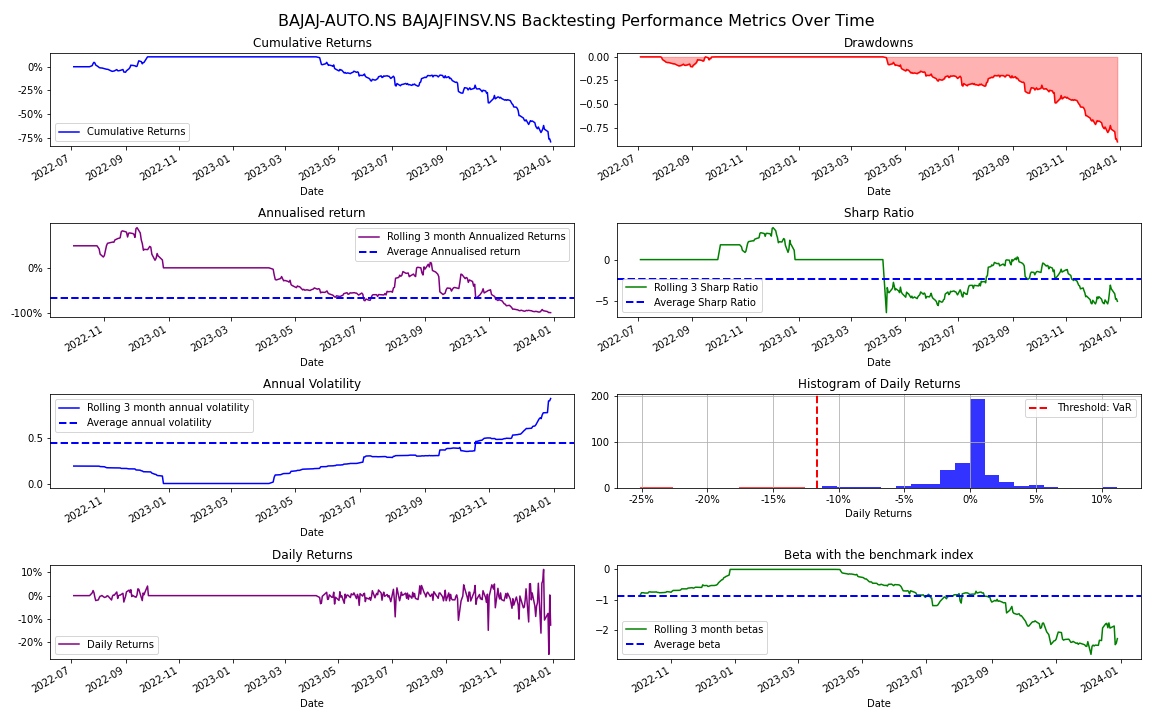 BAJAJ-AUTO.NS BAJAJFINSV.NS Backtesting Performance Metrics Over Time
Cumulative Returns
0%
-25%
-50%
-75%
Cumulative Returns
2022-07 2022-09 2022-11 2023-01 2023-03 2023-05 2023-07 2023-09 2023-11 2024-01
Date
Drawdowns
0.00
−0.25
−0.50
−0.75
2022-07 2022-09 2022-11 2023-01 2023-03 2023-05 2023-07 2023-09 2023-11 2024-01
Date
Annualised return
Rolling 3 month Annualized Returns
Average Annualised return
0%
-100%
2022-11 2023-01 2023-03 2023-05 2023-07 2023-09 2023-11 2024-01
Date
Sharp Ratio
0
−5
Rolling 3 Sharp Ratio
Average Sharp Ratio
2022-07 2022-09 2022-11 2023-01 2023-03 2023-05 2023-07 2023-09 2023-11 2024-01
Date
Annual Volatility
Rolling 3 month annual volatility
Average annual volatility
0.5
0.0
2022-11 2023-01 2023-03 2023-05 2023-07 2023-09 2023-11 2024-01
Date
Histogram of Daily Returns
200
100
0
Threshold: VaR
-25% -20% -15% -10% -5% 0% 5% 10%
Daily Returns
Daily Returns
10%
0%
-10%
-20%
Daily Returns
2022-07 2022-09 2022-11 2023-01 2023-03 2023-05 2023-07 2023-09 2023-11 2024-01
Date
Beta with the benchmark index
0
−1
−2
Rolling 3 month betas
Average beta
2022-11 2023-01 2023-03 2023-05 2023-07 2023-09 2023-11 2024-01
Date